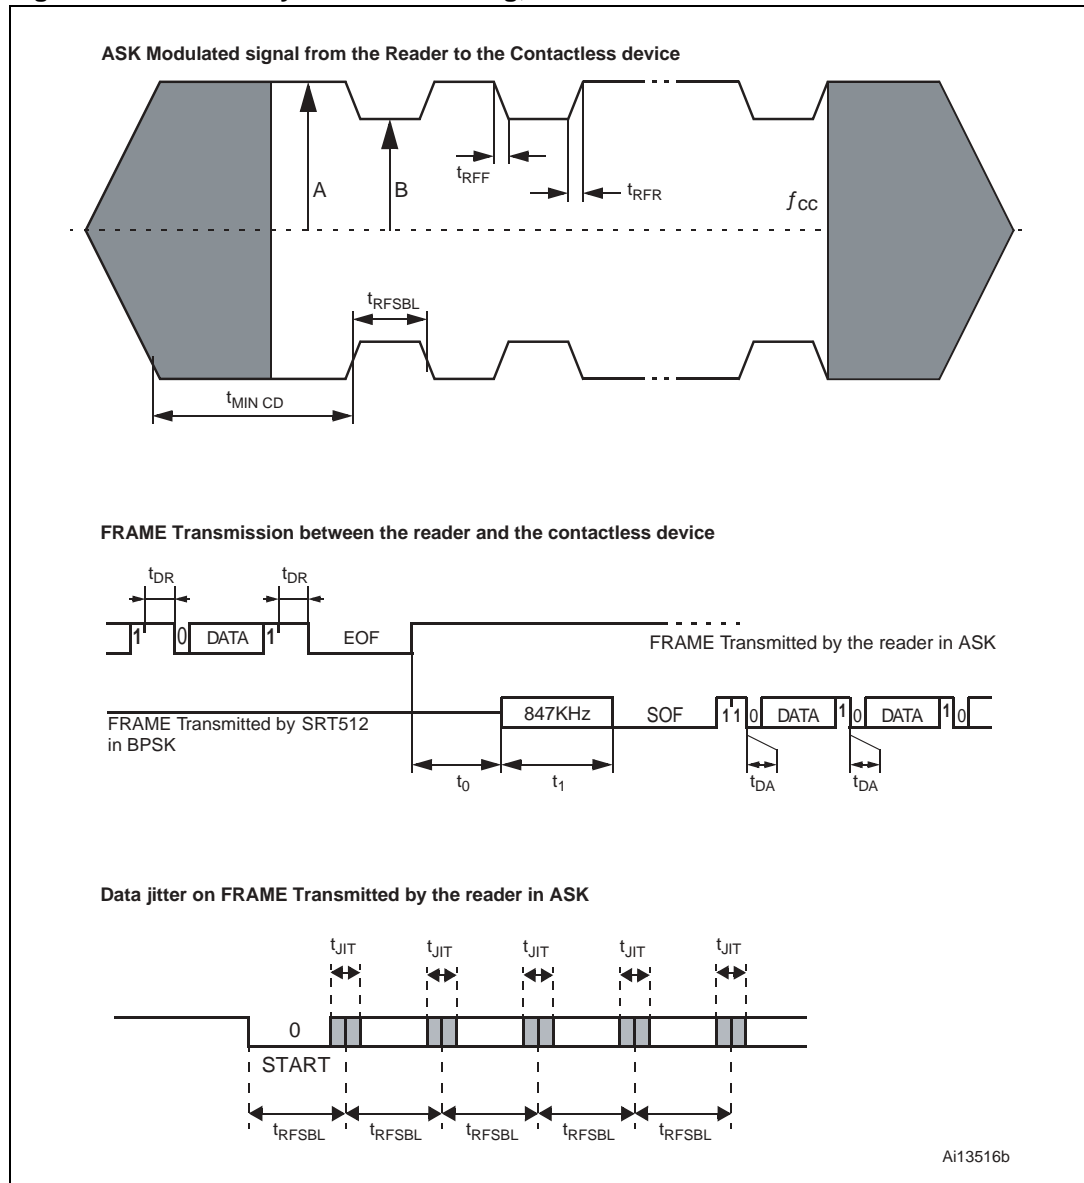 ASK Modulated signal from the Reader to the Contactless device
A
B
tRFF
tRFR
ƒcc
tRFSBL
tMIN CD
FRAME Transmission between the reader and the contactless device
tDR
tDR
1 0 DATA 1 EOF
FRAME Transmitted by the reader in ASK
847KHz SOF 1 1 0 DATA 1 0 DATA 1 0
FRAME Transmitted by SRT512
in BPSK
t0
t1
tDA
tDA
Data jitter on FRAME Transmitted by the reader in ASK
tJIT tJIT tJIT tJIT tJIT
0
START
tRFSBL tRFSBL tRFSBL tRFSBL tRFSBL
Ai13516b